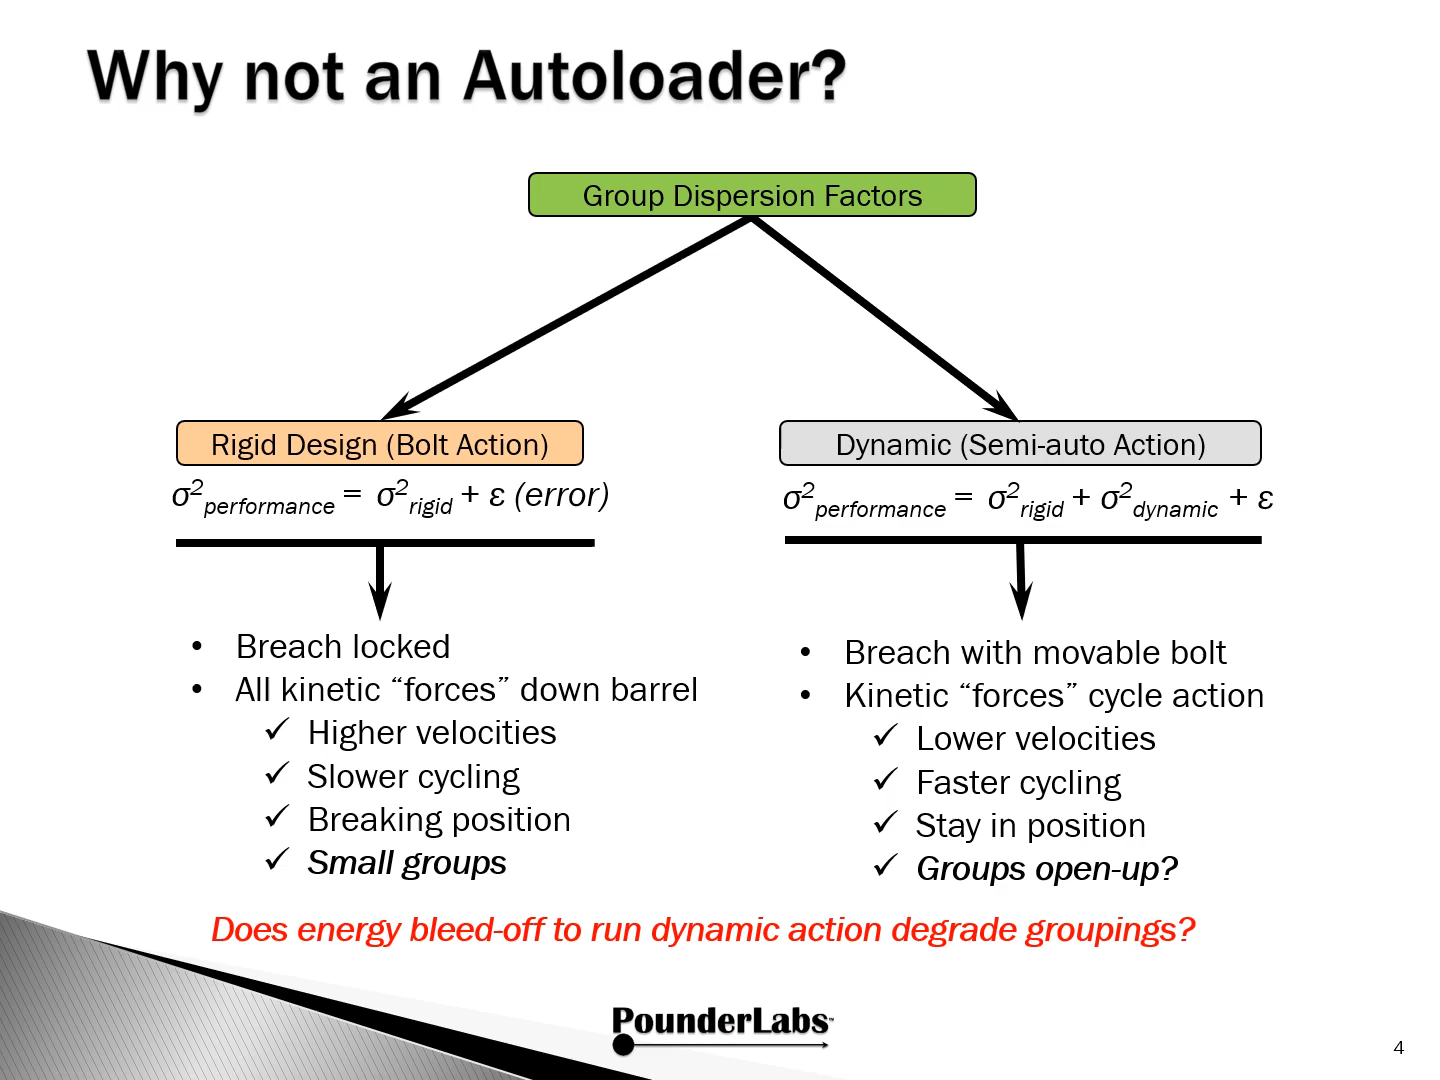 Why not an Autoloader?
Group Dispersion Factors
Rigid Design (Bolt Action)
σ²performance = σ²rigid + ε (error)
• Breach locked
• All kinetic “forces” down barrel
✓ Higher velocities
✓ Slower cycling
✓ Breaking position
✓ Small groups
Dynamic (Semi-auto Action)
σ²performance = σ²rigid + σ²dynamic + ε
• Breach with movable bolt
• Kinetic “forces” cycle action
✓ Lower velocities
✓ Faster cycling
✓ Stay in position
✓ Groups open-up?
Does energy bleed-off to run dynamic action degrade groupings?
PounderLabs™
4